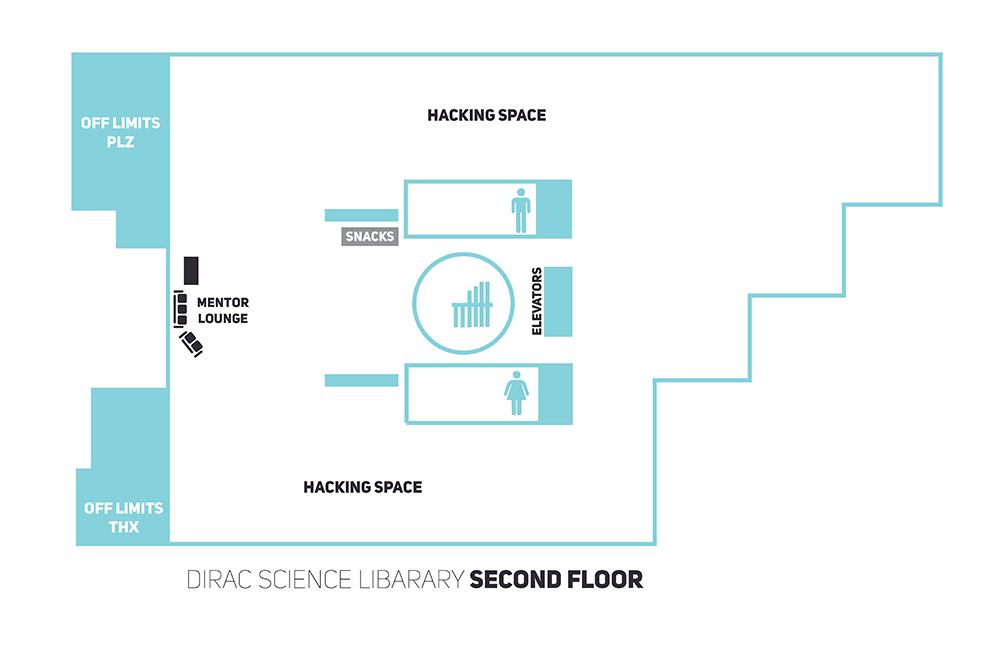 OFF LIMITS
PLZ
HACKING SPACE
SNACKS
ELEVATORS
MENTOR
LOUNGE
HACKING SPACE
OFF LIMITS
THX
DIRAC SCIENCE LIBARARY SECOND FLOOR